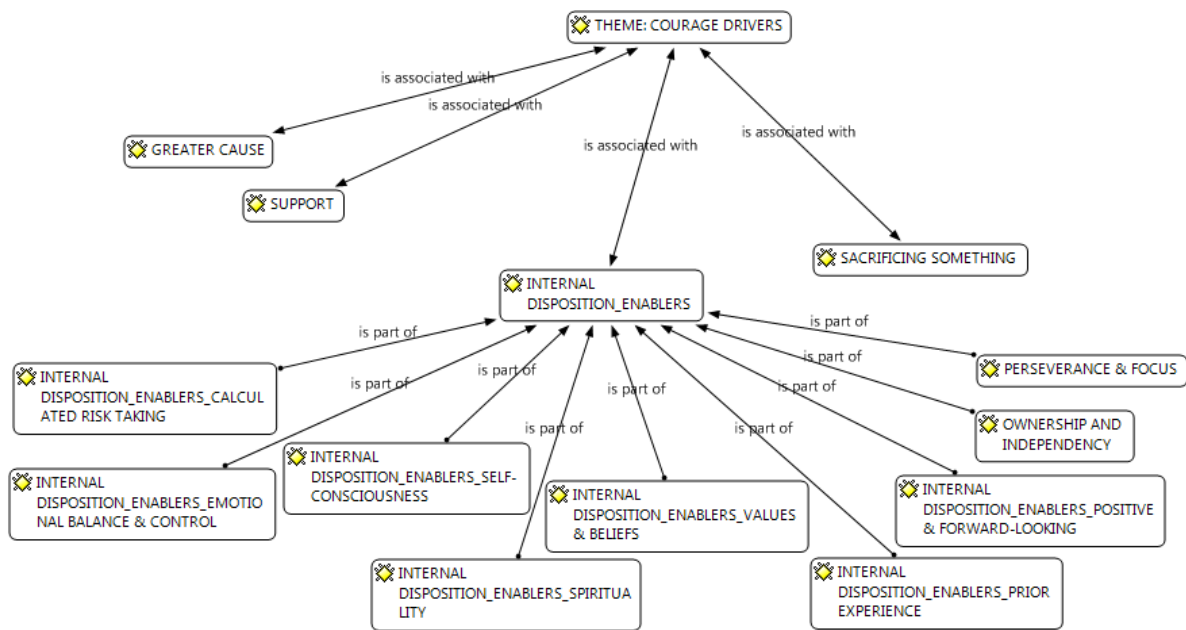 THEME: COURAGE DRIVERS
is associated with
is associated with
is associated with
is associated with
GREATER CAUSE
SUPPORT
SACRIFICING SOMETHING
INTERNAL
DISPOSITION_ENABLERS
is part of
is part of
is part of
is part of
is part of
is part of
is part of
is part of
is part of
PERSEVERANCE & FOCUS
INTERNAL
DISPOSITION_ENABLERS_CALCUL
ATED RISK TAKING
OWNERSHIP AND
INDEPENDENCY
INTERNAL
DISPOSITION_ENABLERS_SELF-
CONSCIOUSNESS
INTERNAL
DISPOSITION_ENABLERS_EMOTIO
NAL BALANCE & CONTROL
INTERNAL
DISPOSITION_ENABLERS_VALUES
& BELIEFS
INTERNAL
DISPOSITION_ENABLERS_POSITIVE
& FORWARD-LOOKING
INTERNAL
DISPOSITION_ENABLERS_SPIRITUA
LITY
INTERNAL
DISPOSITION_ENABLERS_PRIOR
EXPERIENCE